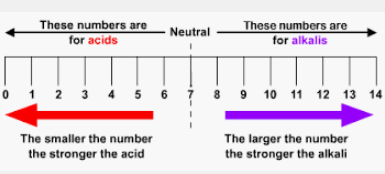 These numbers are
for acids
Neutral
These numbers are
for alkalis
0 1 2 3 4 5 6 7 8 9 10 11 12 13 14
The smaller the number
the stronger the acid
The larger the number
the stronger the alkali